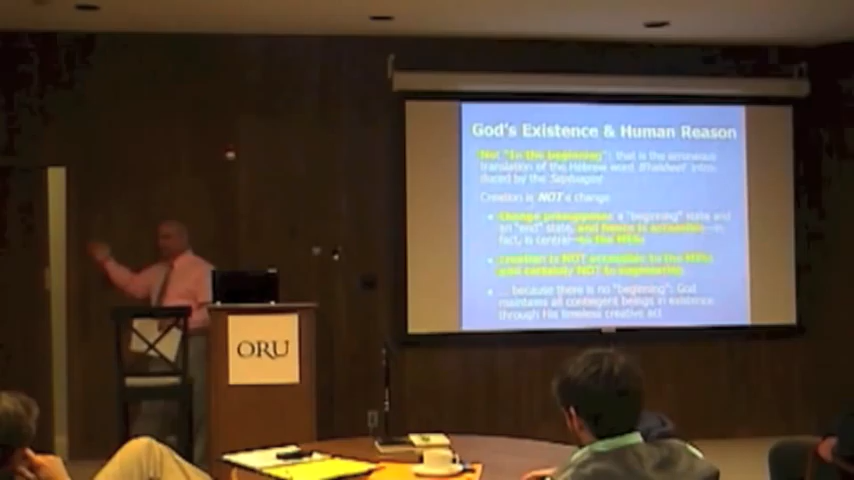 God's Existence & Human Reason
Not "In the beginning": that is the erroneous
translation of the Hebrew word intro-
duced by the Septuagint
Creation is NOT a change
• Change presupposes a "beginning" state and
an "end" state, and hence is accessible—in
fact, is central—to the
• Creation is NOT accessible to the
and certainly NOT to
• ... because there is no "beginning": God
maintains all contingent beings in existence
through His timeless creative act
ORU